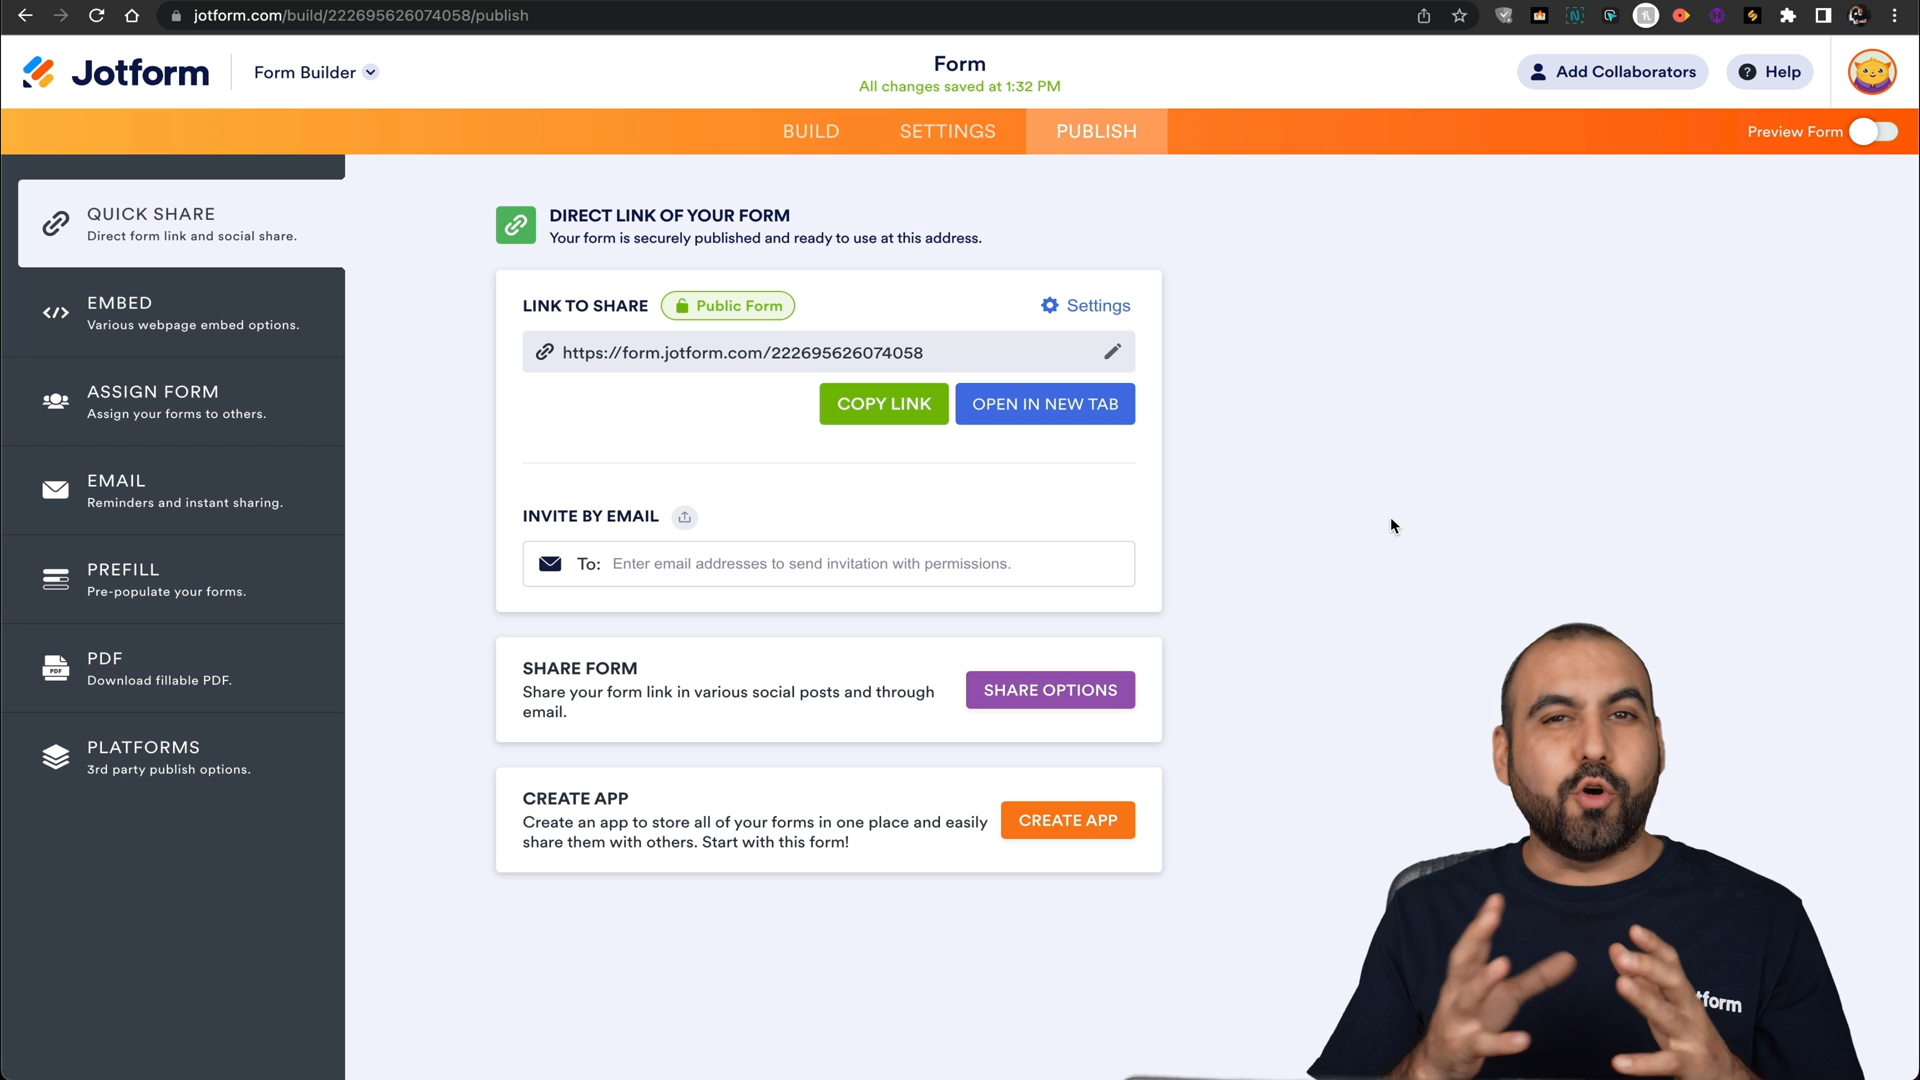 jotform.com/build/222695626074058/publish
Jotform
Form Builder
Form
All changes saved at 1:32 PM
Add Collaborators
Help
BUILD
SETTINGS
PUBLISH
Preview Form
QUICK SHARE
Direct form link and social share.
EMBED
Various webpage embed options.
ASSIGN FORM
Assign your forms to others.
EMAIL
Reminders and instant sharing.
PREFILL
Pre-populate your forms.
PDF
PDF
Download fillable PDF.
PLATFORMS
3rd party publish options.
DIRECT LINK OF YOUR FORM
Your form is securely published and ready to use at this address.
LINK TO SHARE
Public Form
Settings
https://form.jotform.com/222695626074058
COPY LINK
OPEN IN NEW TAB
INVITE BY EMAIL
To: Enter email addresses to send invitation with permissions.
SHARE FORM
Share your form link in various social posts and through
email.
SHARE OPTIONS
CREATE APP
Create an app to store all of your forms in one place and easily
share them with others. Start with this form!
CREATE APP
tform